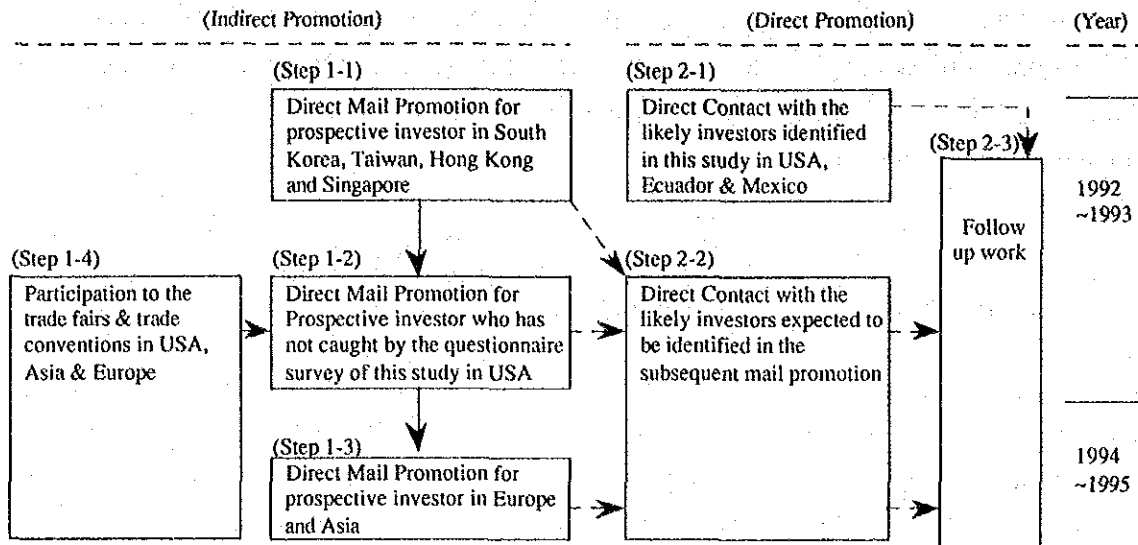 (Indirect Promotion)
(Direct Promotion)
(Year)
(Step 1-1)
Direct Mail Promotion for
prospective investor in South
Korea, Taiwan, Hong Kong
and Singapore
(Step 2-1)
Direct Contact with the
likely investors identified
in this study in USA,
Ecuador & Mexico
(Step 2-3)
Follow
up work
1992
~1993
(Step 1-4)
Participation to the
trade fairs & trade
conventions in USA,
Asia & Europe
(Step 1-2)
Direct Mail Promotion for
Prospective investor who has
not caught by the questionnaire
survey of this study in USA
(Step 2-2)
Direct Contact with the
likely investors expected to
be identified in the
subsequent mail promotion
(Step 1-3)
Direct Mail Promotion for
prospective investor in Europe
and Asia
1994
~1995